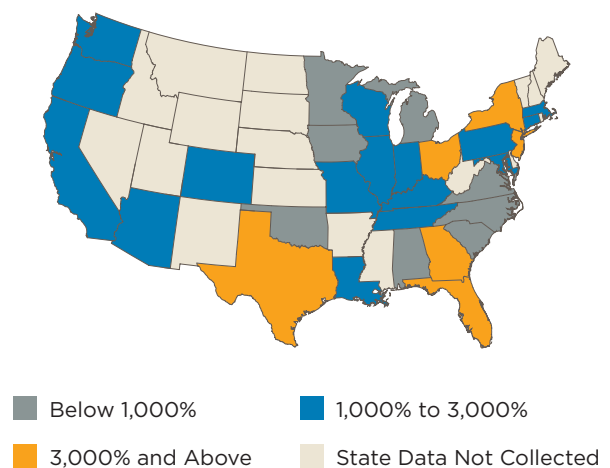 Below 1,000%
1,000% to 3,000%
3,000% and Above
State Data Not Collected